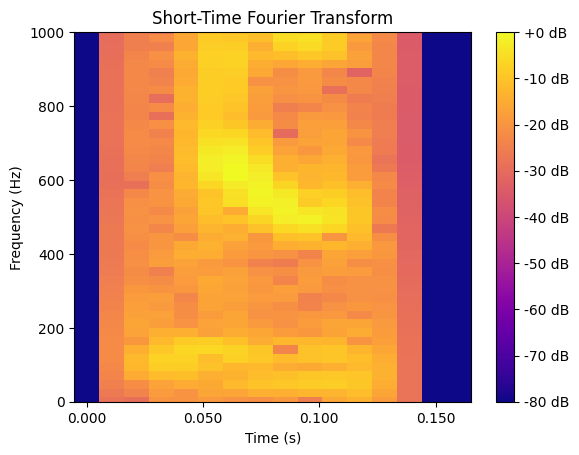 Short-Time Fourier Transform
1000
800
600
400
200
0
Frequency (Hz)
0.000
0.050
0.100
0.150
Time (s)
+0 dB
-10 dB
-20 dB
-30 dB
-40 dB
-50 dB
-60 dB
-70 dB
-80 dB